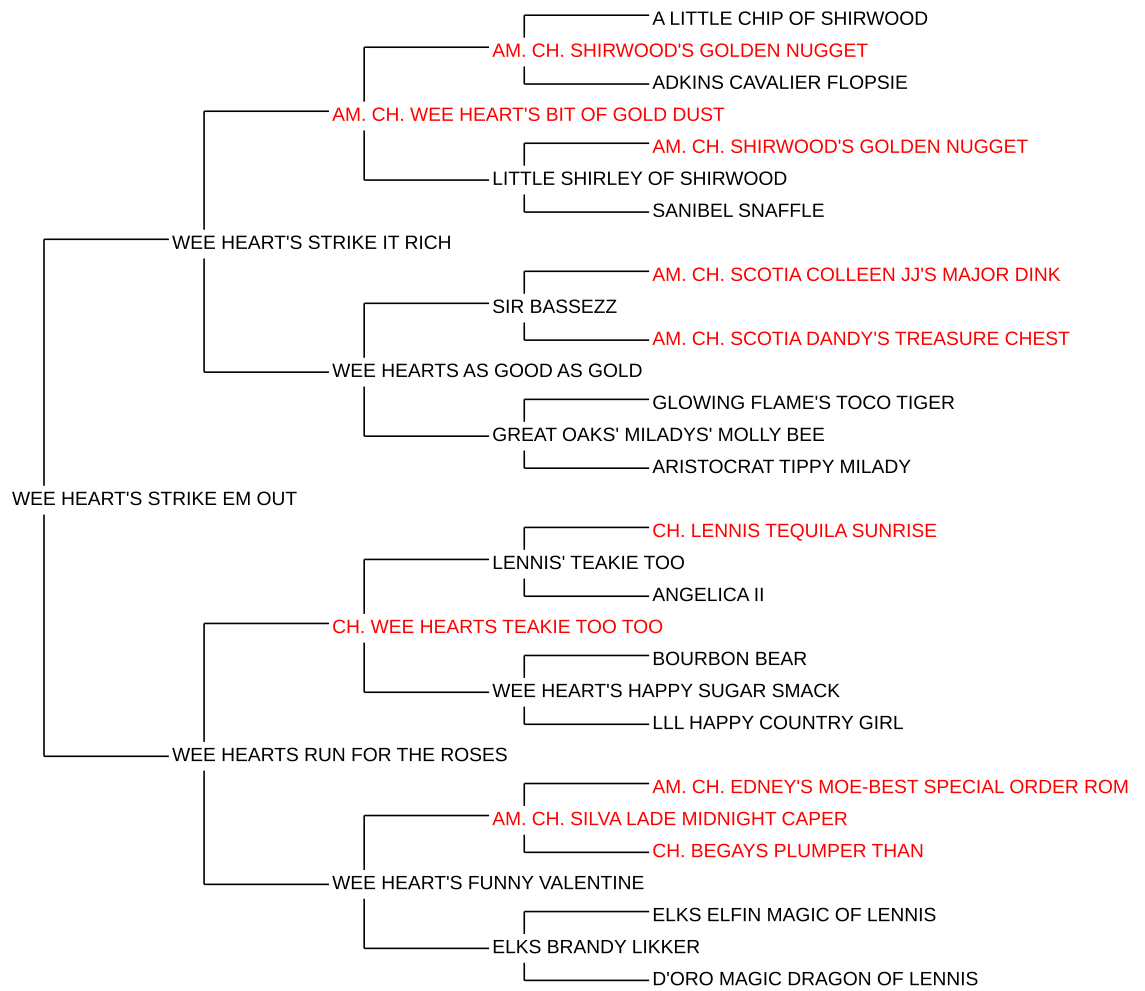 A LITTLE CHIP OF SHIRWOOD
AM. CH. SHIRWOOD'S GOLDEN NUGGET
ADKINS CAVALIER FLOPSIE
AM. CH. WEE HEART'S BIT OF GOLD DUST
AM. CH. SHIRWOOD'S GOLDEN NUGGET
LITTLE SHIRLEY OF SHIRWOOD
SANIBEL SNAFFLE
WEE HEART'S STRIKE IT RICH
AM. CH. SCOTIA COLLEEN JJ'S MAJOR DINK
SIR BASSEZZ
AM. CH. SCOTIA DANDY'S TREASURE CHEST
WEE HEARTS AS GOOD AS GOLD
GLOWING FLAME'S TOCO TIGER
GREAT OAKS' MILADYS' MOLLY BEE
ARISTOCRAT TIPPY MILADY
WEE HEART'S STRIKE EM OUT
CH. LENNIS TEQUILA SUNRISE
LENNIS' TEAKIE TOO
ANGELICA II
CH. WEE HEARTS TEAKIE TOO TOO
BOURBON BEAR
WEE HEART'S HAPPY SUGAR SMACK
LLL HAPPY COUNTRY GIRL
WEE HEARTS RUN FOR THE ROSES
AM. CH. EDNEY'S MOE-BEST SPECIAL ORDER ROM
AM. CH. SILVA LADE MIDNIGHT CAPER
CH. BEGAYS PLUMPER THAN
WEE HEART'S FUNNY VALENTINE
ELKS ELFIN MAGIC OF LENNIS
ELKS BRANDY LIKKER
D'ORO MAGIC DRAGON OF LENNIS